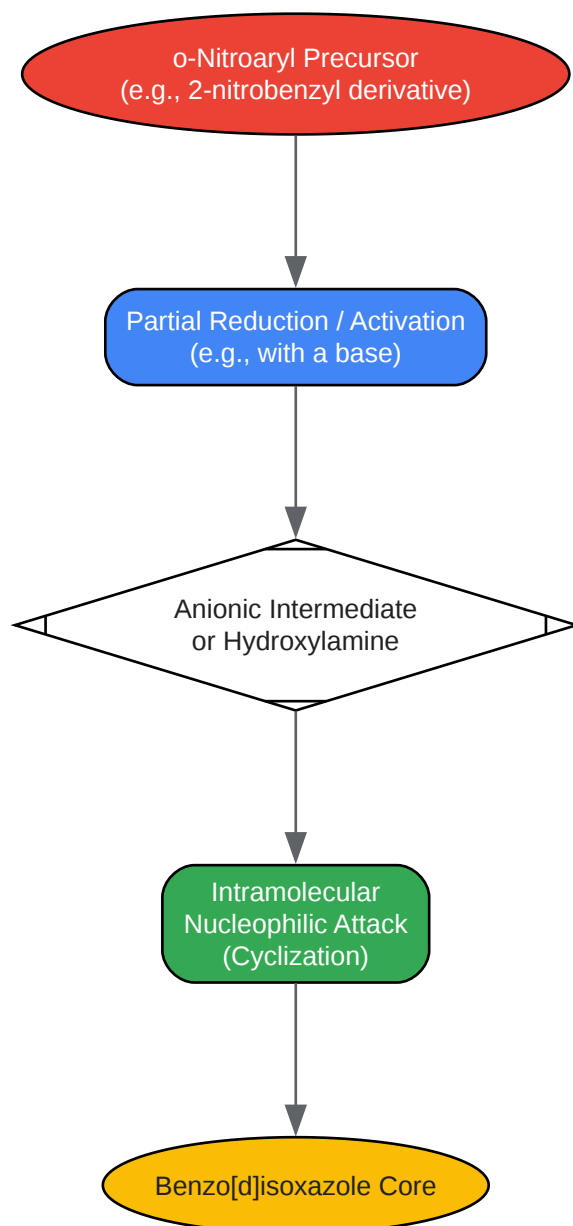 o-Nitroaryl Precursor
(e.g., 2-nitrobenzyl derivative)
Partial Reduction / Activation
(e.g., with a base)
Anionic Intermediate
or Hydroxylamine
Intramolecular
Nucleophilic Attack
(Cyclization)
Benzo[d]isoxazole Core